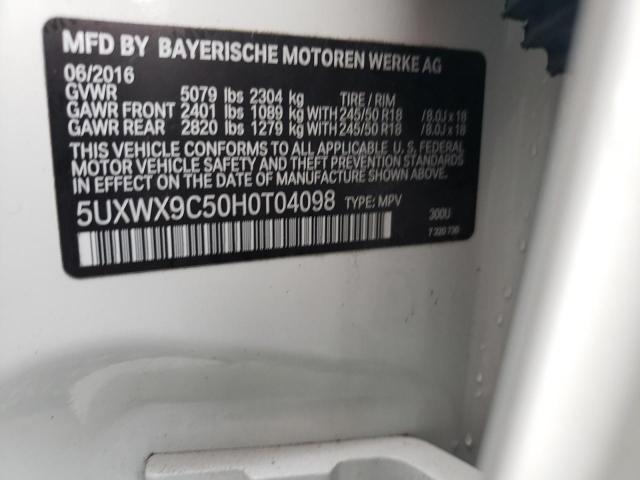 MFD BY BAYERISCHE MOTOREN WERKE AG
06/2016
GVWR 5079 lbs 2304 kg TIRE / RIM
GAWR FRONT 2401 lbs 1089 kg WITH 245/50 R18 / 8.0J x 18
GAWR REAR 2820 lbs 1279 kg WITH 245/50 R18 / 8.0J x 18
THIS VEHICLE CONFORMS TO ALL APPLICABLE U.S. FEDERAL
MOTOR VEHICLE SAFETY AND THEFT PREVENTION STANDARDS
IN EFFECT ON THE DATE OF MANUFACTURE SHOWN ABOVE.
5UXWX9C50H0T04098 TYPE: MPV 300U